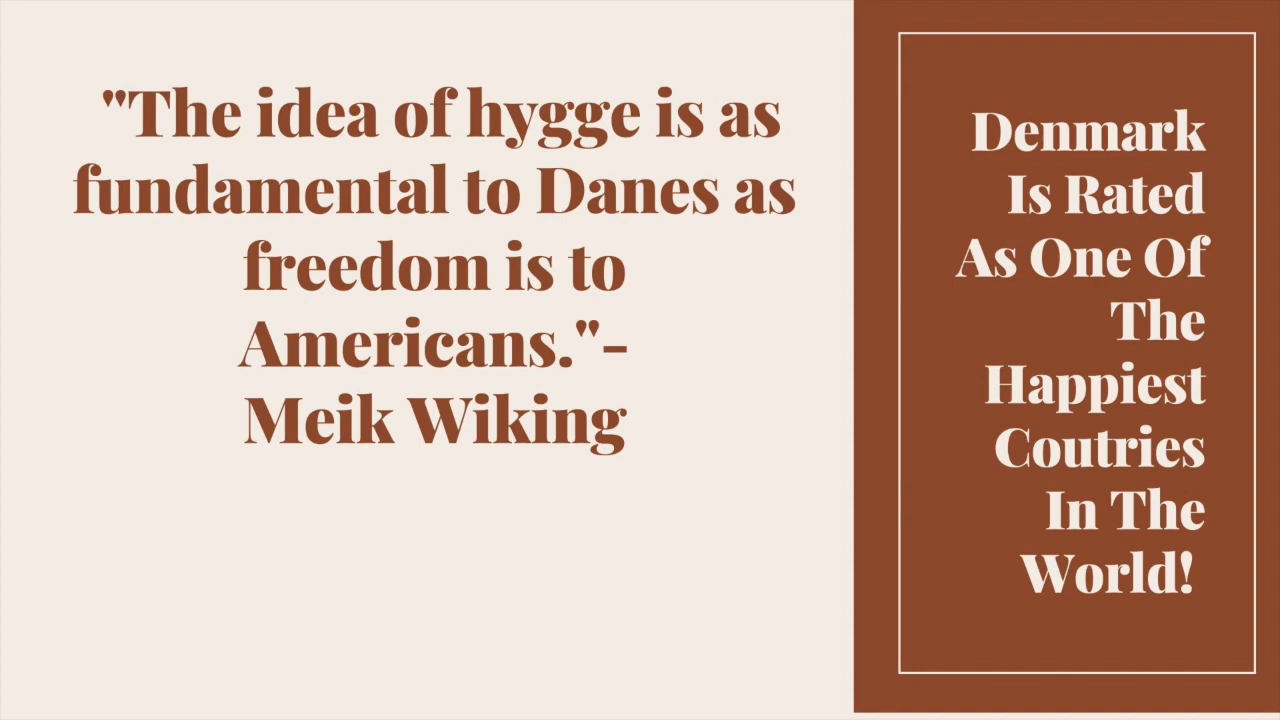 "The idea of hygge is as
fundamental to Danes as
freedom is to
Americans."-
Meik Wiking
Denmark
Is Rated
As One Of
The
Happiest
Coutries
In The
World!